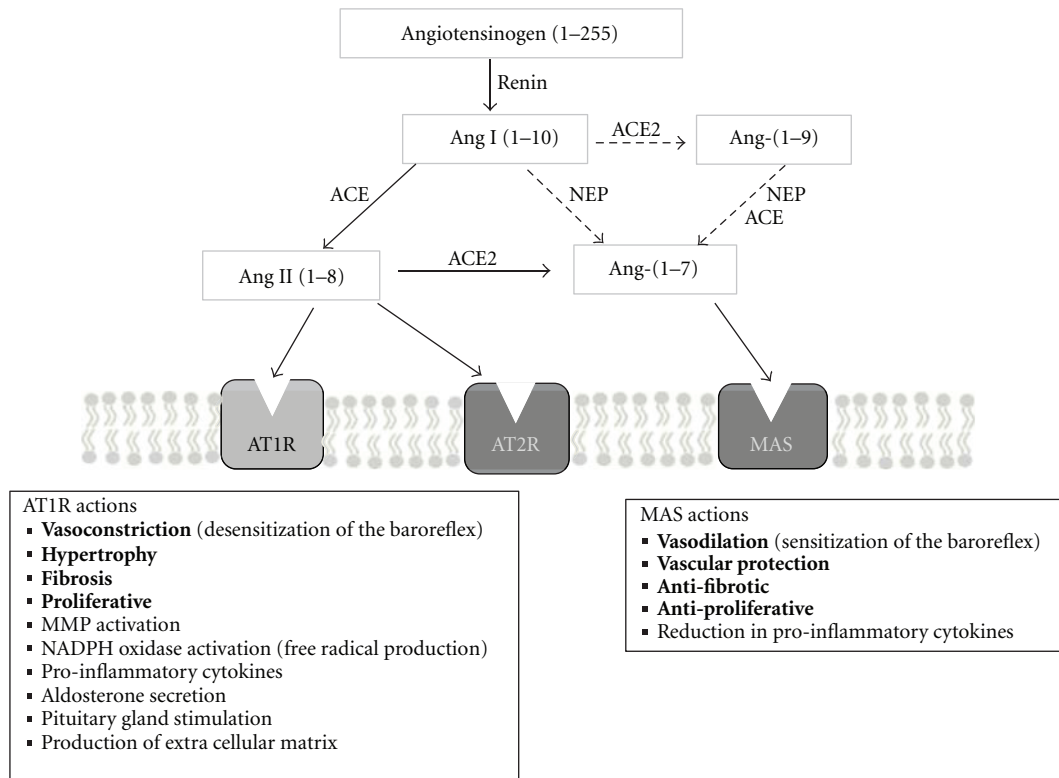 Angiotensinogen (1–255)
Renin
Ang I (1–10)
ACE2
Ang-(1–9)
ACE
NEP
NEP
ACE
Ang II (1–8)
ACE2
Ang-(1–7)
AT1R
AT2R
MAS
AT1R actions
▪ Vasoconstriction (desensitization of the baroreflex)
▪ Hypertrophy
▪ Fibrosis
▪ Proliferative
▪ MMP activation
▪ NADPH oxidase activation (free radical production)
▪ Pro-inflammatory cytokines
▪ Aldosterone secretion
▪ Pituitary gland stimulation
▪ Production of extra cellular matrix
MAS actions
▪ Vasodilation (sensitization of the baroreflex)
▪ Vascular protection
▪ Anti-fibrotic
▪ Anti-proliferative
▪ Reduction in pro-inflammatory cytokines